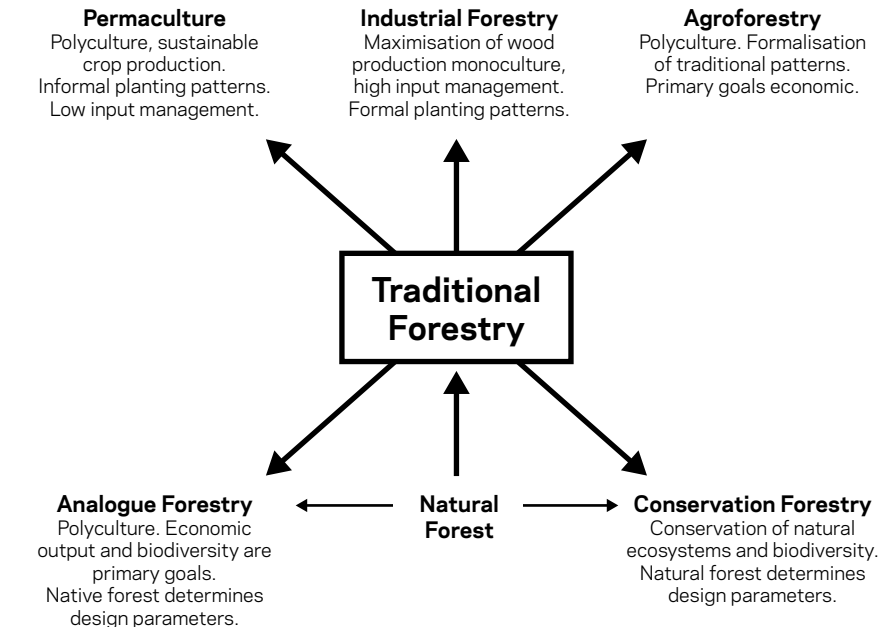 Permaculture
Polyculture, sustainable
crop production.
Informal planting patterns.
Low input management.
Industrial Forestry
Maximisation of wood
production monoculture,
high input management.
Formal planting patterns.
Agroforestry
Polyculture. Formalisation
of traditional patterns.
Primary goals economic.
Traditional
Forestry
Analogue Forestry
Polyculture. Economic
output and biodiversity are
primary goals.
Native forest determines
design parameters.
Natural
Forest
Conservation Forestry
Conservation of natural
ecosystems and biodiversity.
Natural forest determines
design parameters.